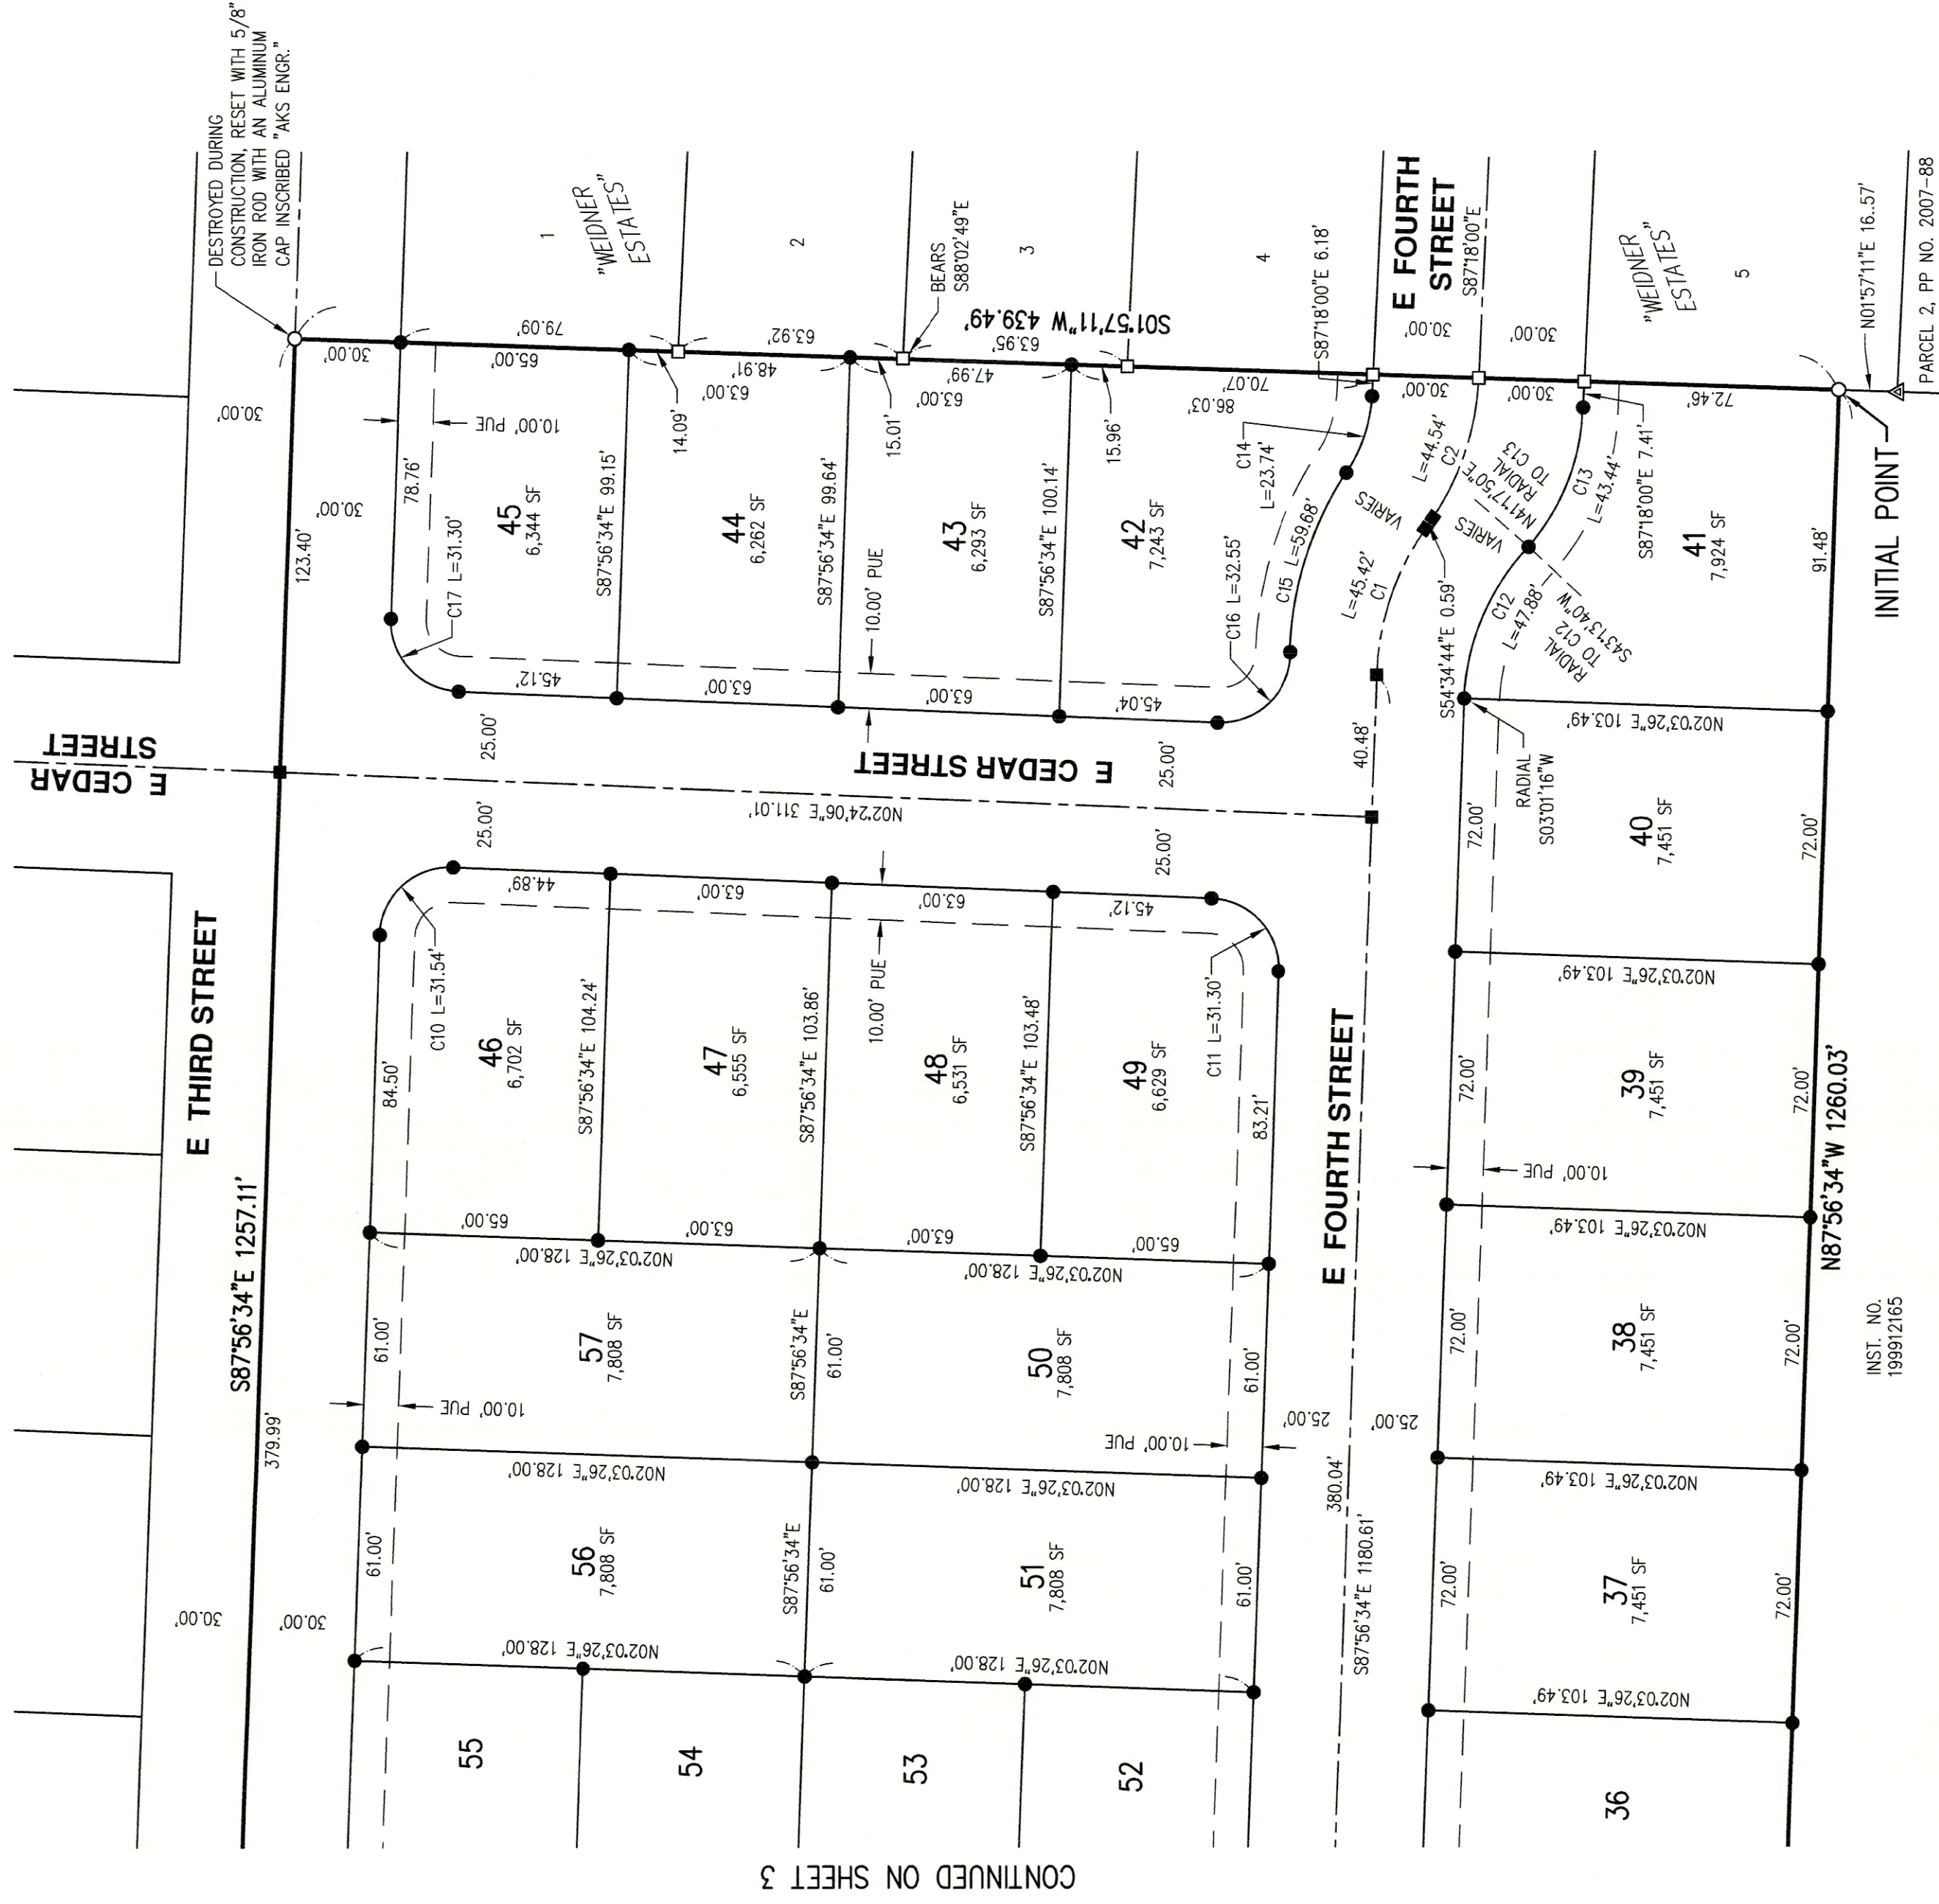 DESTROYED DURING
CONSTRUCTION, RESET WITH 5/8"
IRON ROD WITH AN ALUMINUM
CAP INSCRIBED "AKS ENGR."
E CEDAR
STREET
E THIRD STREET
S87°56'34"E 1257.11'
379.99'
123.40'
30.00'
30.00'
30.00'
30.00'
30.00'
1
"WEIDNER
ESTATES"
2
BEARS
S88°02'49"E
3
4
S01°57'11"W 439.49'
79.09'
65.00'
14.09'
63.92'
48.91'
63.00'
15.01'
63.95'
47.99'
63.00'
15.96'
70.07'
86.03'
78.76'
10.00' PUE
C17 L=31.30'
45
6,344 SF
S87°56'34"E 99.15'
44
6,262 SF
S87°56'34"E 99.64'
10.00' PUE
43
6,293 SF
S87°56'34"E 100.14'
42
7,243 SF
C14
L=23.74'
C16 L=32.55'
C15 L=59.68'
45.12'
63.00'
63.00'
45.04'
S87°18'00"E 6.18'
E FOURTH
STREET
S87°18'00"E
30.00'
30.00'
30.00'
30.00'
"WEIDNER
ESTATES"
5
N01°57'11"E 16..57'
PARCEL 2, PP NO. 2007-88
72.46'
S87°18'00"E 7.41'
L=44.54'
C2
N41°17'50"E
RADIAL
TO C13
C13
L=43.44'
VARIES
VARIES
L=45.42'
C1
S54°34'44"E 0.59'
C12
L=47.88'
S43°13'40"W
RADIAL
TO C12
41
7,924 SF
91.48'
INITIAL POINT
25.00'
25.00'
E CEDAR STREET
N02°24'06"E 311.01'
25.00'
25.00'
40.48'
N02°03'26"E 103.49'
RADIAL
S03°01'16"W
72.00'
40
7,451 SF
72.00'
84.50'
C10 L=31.54'
44.89'
63.00'
63.00'
45.12'
46
6,702 SF
S87°56'34"E 104.24'
47
6,555 SF
S87°56'34"E 103.86'
10.00' PUE
48
6,531 SF
S87°56'34"E 103.48'
49
6,629 SF
C11 L=31.30'
83.21'
E FOURTH STREET
N02°03'26"E 103.49'
72.00'
39
7,451 SF
72.00'
10.00' PUE
N87°56'34"W 1260.03'
65.00'
63.00'
63.00'
65.00'
N02°03'26"E 128.00'
N02°03'26"E 128.00'
N02°03'26"E 103.49'
61.00'
57
7,808 SF
S87°56'34"E
61.00'
50
7,808 SF
61.00'
10.00' PUE
10.00' PUE
25.00'
25.00'
72.00'
38
7,451 SF
72.00'
INST. NO.
199912165
N02°03'26"E 128.00'
N02°03'26"E 128.00'
380.04'
S87°56'34"E 1180.61'
N02°03'26"E 103.49'
61.00'
56
7,808 SF
S87°56'34"E
61.00'
51
7,808 SF
61.00'
72.00'
37
7,451 SF
72.00'
30.00'
30.00'
N02°03'26"E 128.00'
N02°03'26"E 128.00'
N02°03'26"E 103.49'
55
54
53
52
36
CONTINUED ON SHEET 3